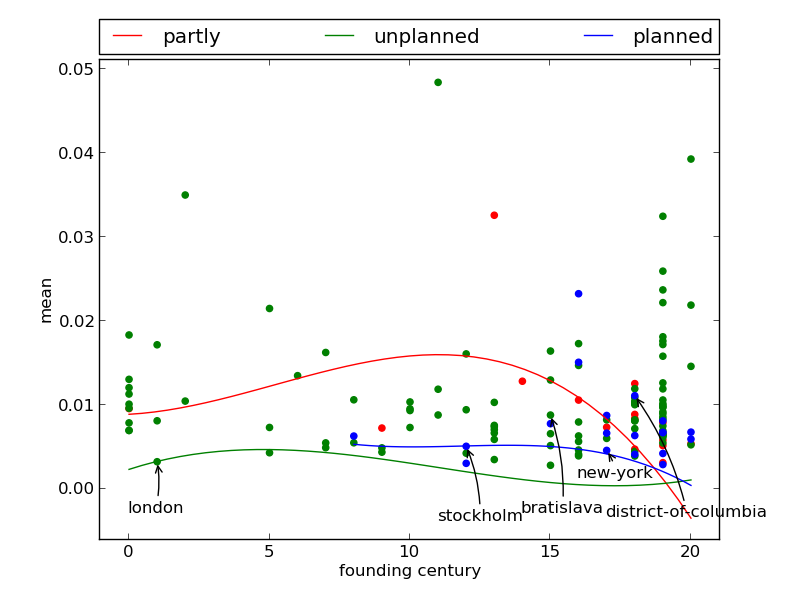 partly unplanned planned
0.05
0.04
0.03
0.02
0.01
0.00
mean
london
stockholm
bratislava
new-york
district-of-columbia
0 5 10 15 20
founding century